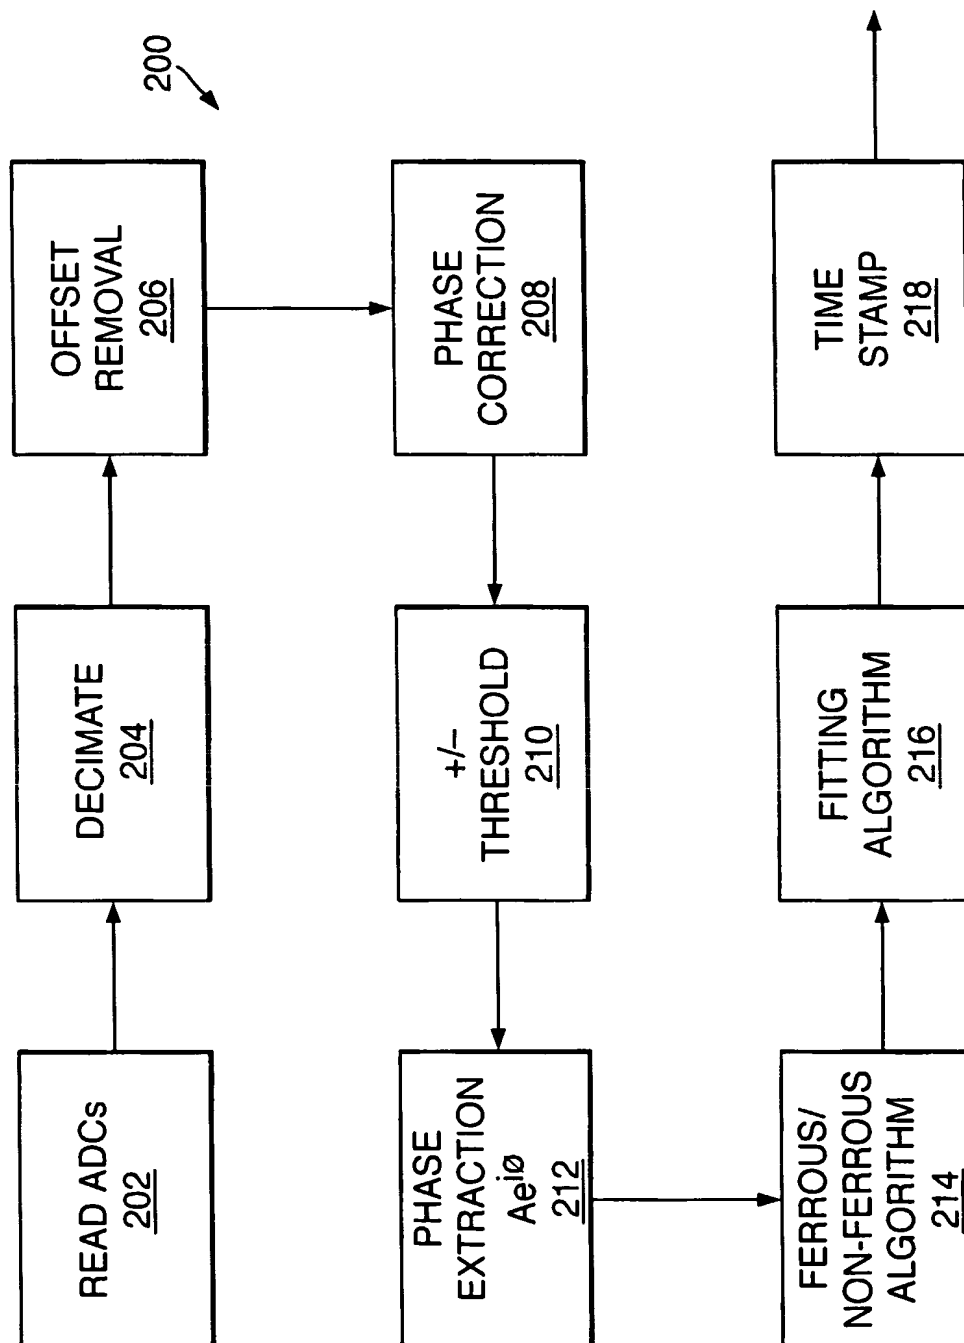 200
READ ADCs
202
DECIMATE
204
OFFSET
REMOVAL
206
PHASE
CORRECTION
208
+/-
THRESHOLD
210
PHASE
EXTRACTION
Ae^iø
212
FERROUS/
NON-FERROUS
ALGORITHM
214
FITTING
ALGORITHM
216
TIME
STAMP
218